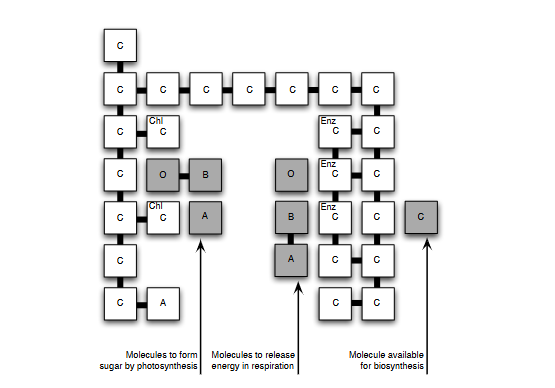 C
C C C C C C C
Chl Enz
C C C C
O B Enz
C O C C
Chl Enz
C C A B C C C
C A C C
C A C C
Molecules to form Molecules to release Molecule available
sugar by photosynthesis energy in respiration for biosynthesis